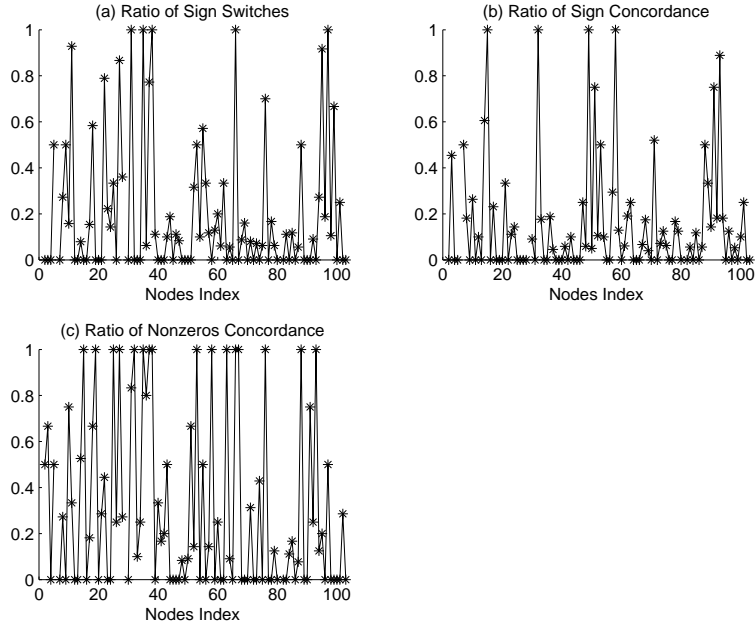 (a) Ratio of Sign Switches
1
0.8
0.6
0.4
0.2
0
0 20 40 60 80 100
Nodes Index
(b) Ratio of Sign Concordance
1
0.8
0.6
0.4
0.2
0
0 20 40 60 80 100
Nodes Index
(c) Ratio of Nonzeros Concordance
1
0.8
0.6
0.4
0.2
0
0 20 40 60 80 100
Nodes Index